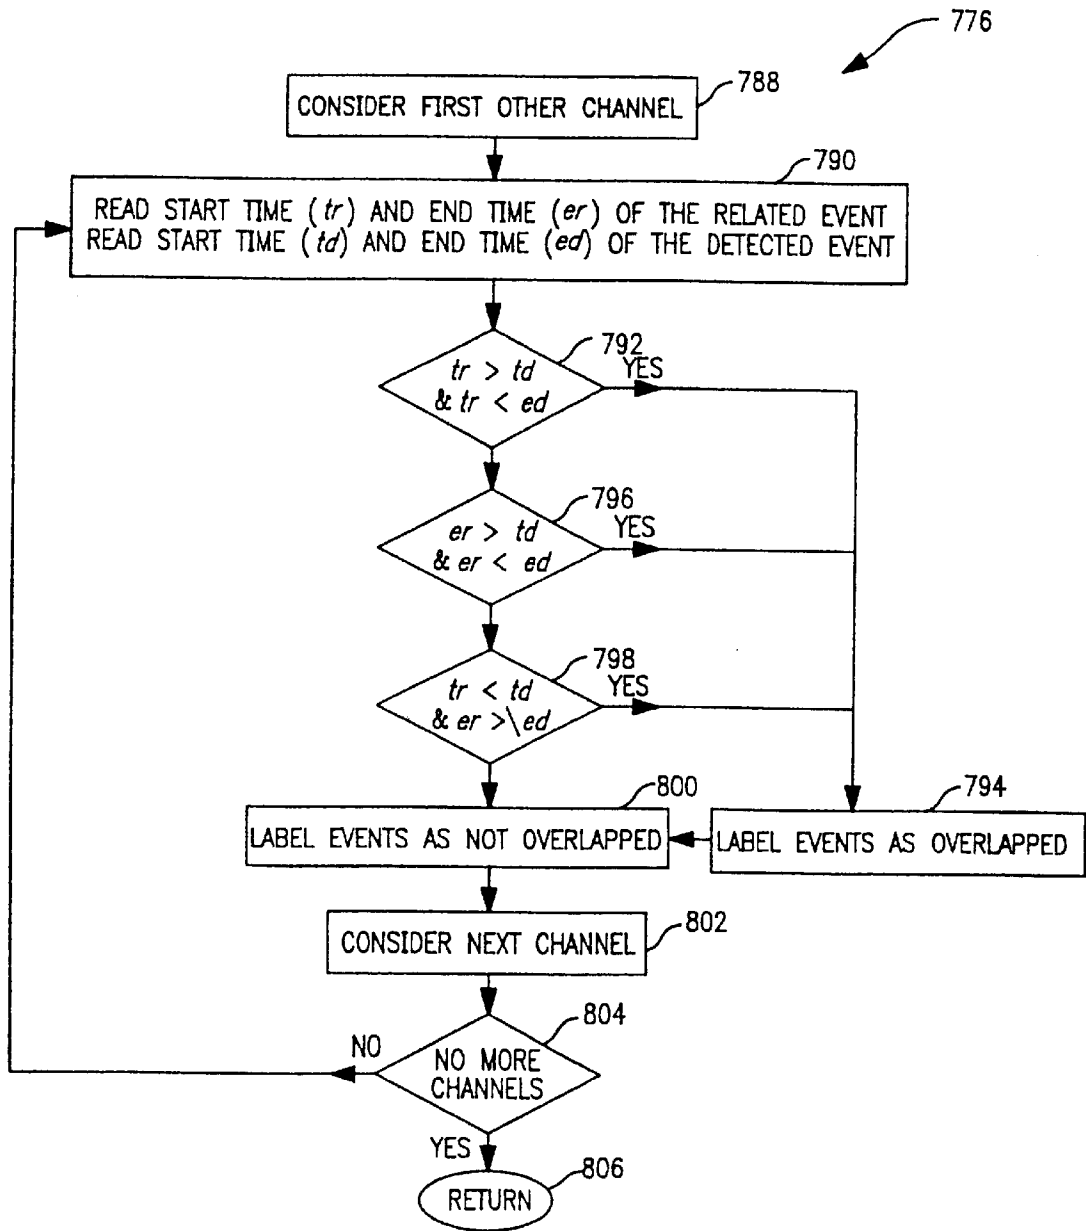 776
788
CONSIDER FIRST OTHER CHANNEL
790
READ START TIME (tr) AND END TIME (er) OF THE RELATED EVENT
READ START TIME (td) AND END TIME (ed) OF THE DETECTED EVENT
792
tr > td
& tr < ed
YES
796
er > td
& er < ed
YES
798
tr < td
& er >\ed
YES
800
LABEL EVENTS AS NOT OVERLAPPED
794
LABEL EVENTS AS OVERLAPPED
802
CONSIDER NEXT CHANNEL
804
NO
NO MORE
CHANNELS
YES
806
RETURN